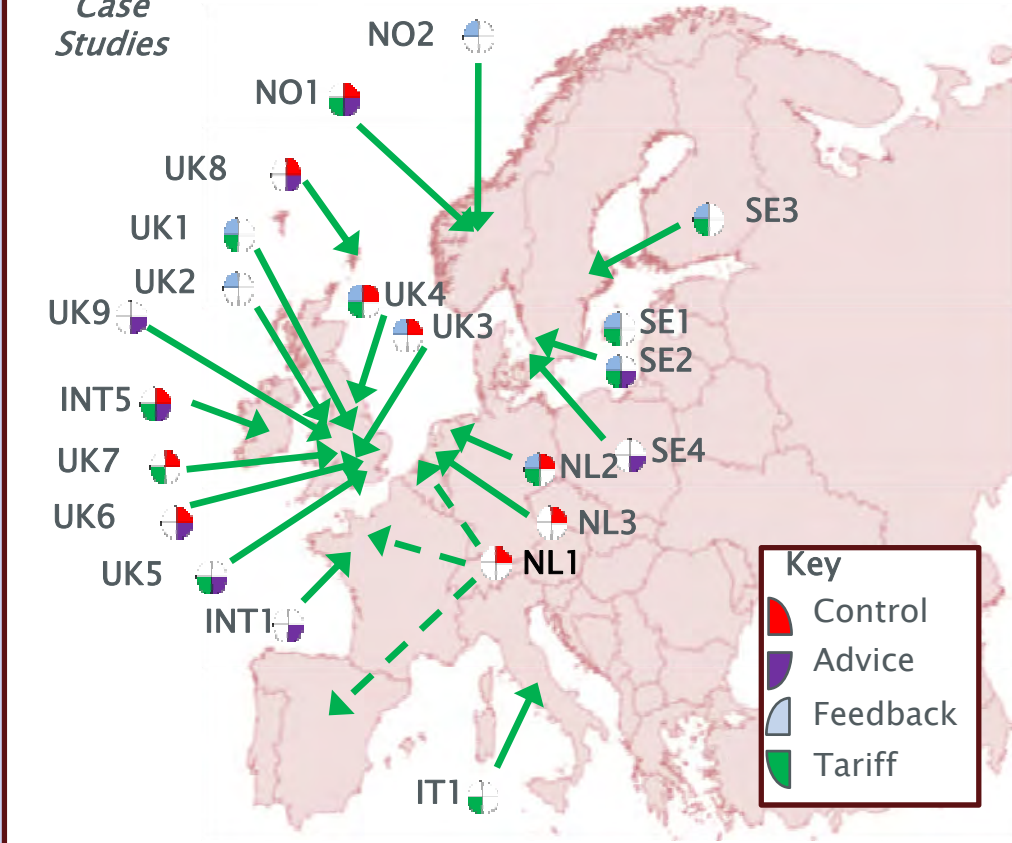 Case
Studies
NO2
NO1
UK8
UK1
SE3
UK2
UK4
UK9
UK3
SE1
SE2
INT5
UK7
NL2
SE4
UK6
NL3
UK5
NL1
INT1
IT1
Key
Control
Advice
Feedback
Tariff